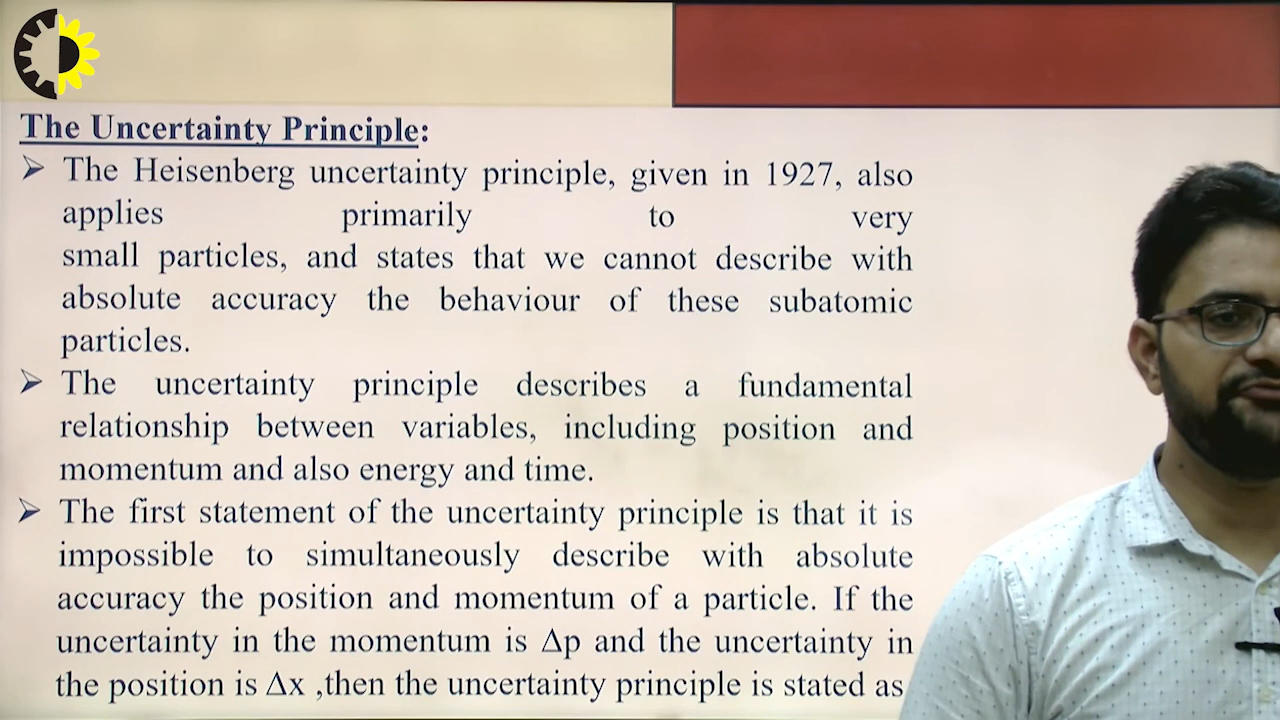 The Uncertainty Principle:
➢ The Heisenberg uncertainty principle, given in 1927, also
applies primarily to very
small particles, and states that we cannot describe with
absolute accuracy the behaviour of these subatomic
particles.
➢ The uncertainty principle describes a fundamental
relationship between variables, including position and
momentum and also energy and time.
➢ The first statement of the uncertainty principle is that it is
impossible to simultaneously describe with absolute
accuracy the position and momentum of a particle. If the
uncertainty in the momentum is Δp and the uncertainty in
the position is Δx ,then the uncertainty principle is stated as